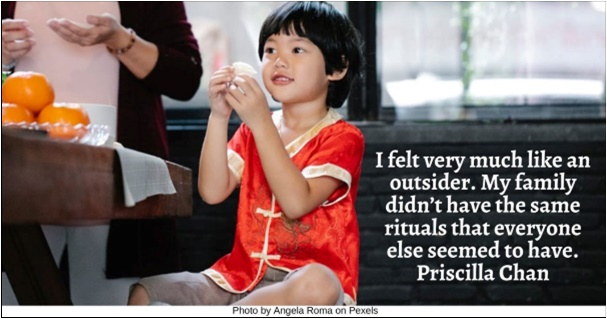 I felt very much like an
outsider. My family
didn’t have the same
rituals that everyone
else seemed to have.
Priscilla Chan
Photo by Angela Roma on Pexels